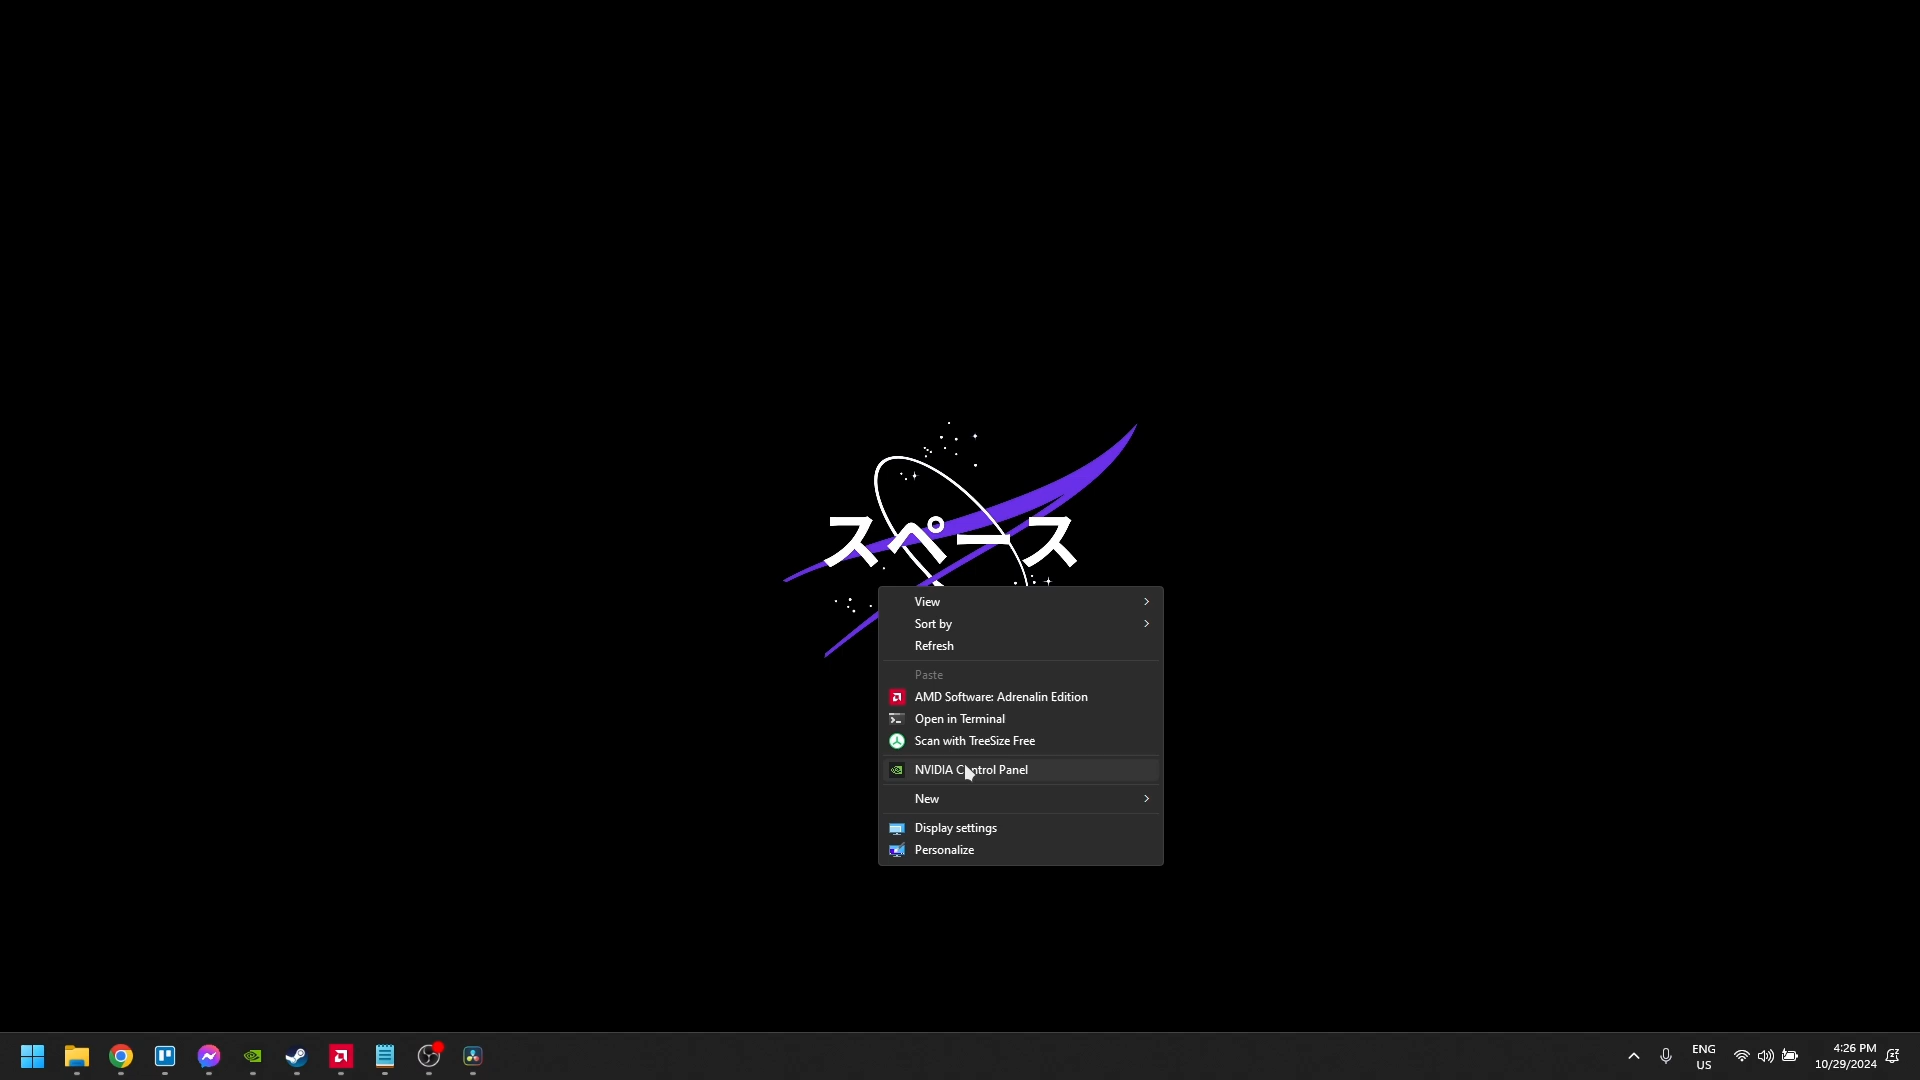 スペース
View
Sort by
Refresh
Paste
AMD Software: Adrenalin Edition
Open in Terminal
Scan with TreeSize Free
NVIDIA Control Panel
New
Display settings
Personalize
ENG
US
4:26 PM
10/29/2024